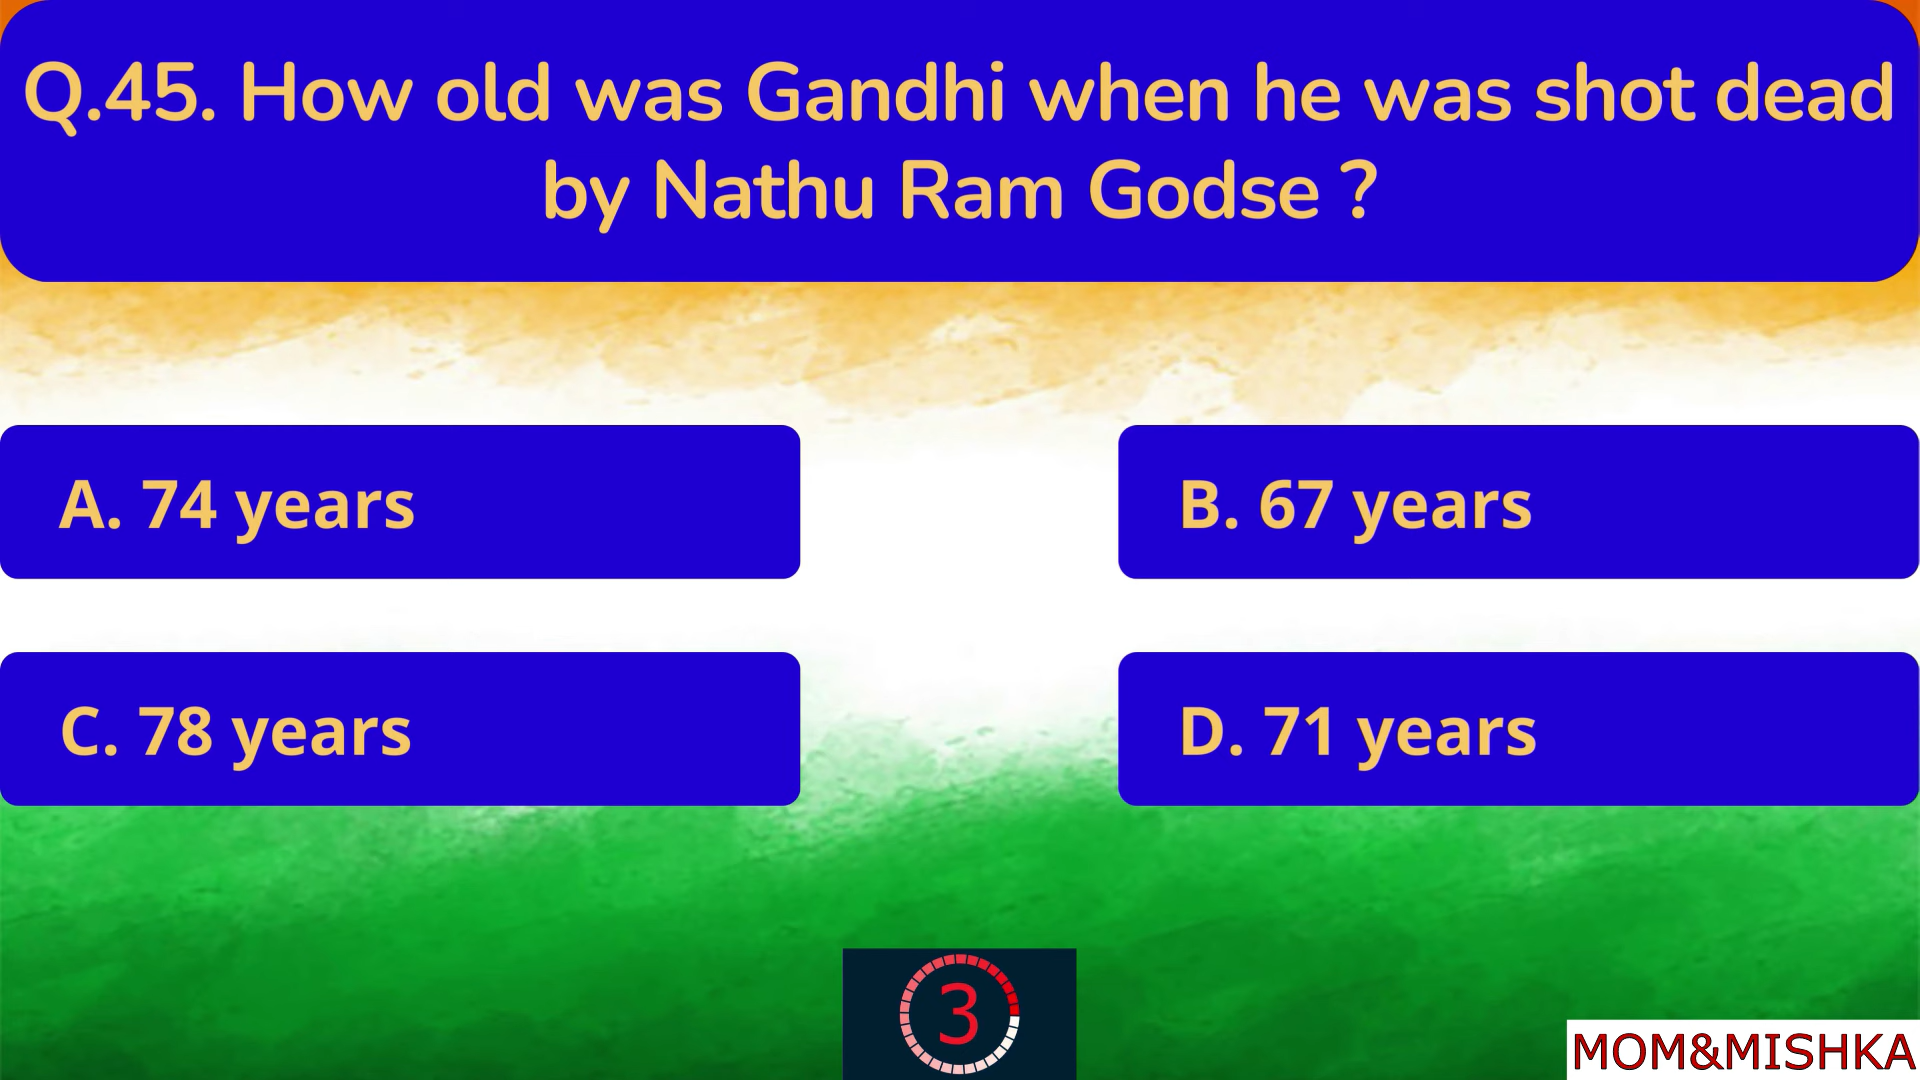 Q.45. How old was Gandhi when he was shot dead
by Nathu Ram Godse ?
A. 74 years
B. 67 years
C. 78 years
D. 71 years
3
MOM&MISHKA